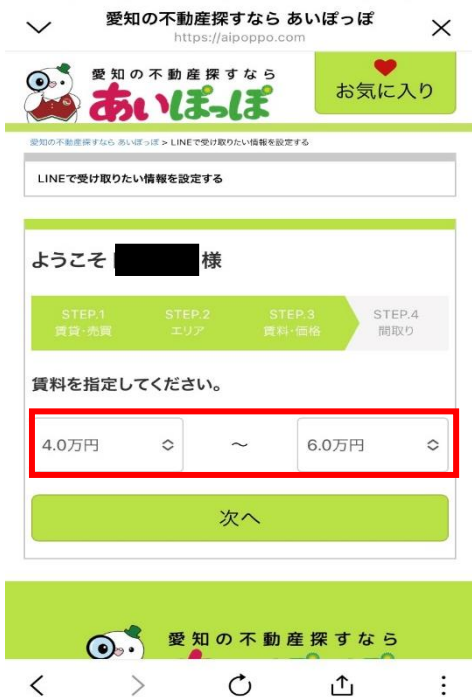 愛知の不動産探すなら あいぽっぽ
https://aipoppo.com
愛知の不動産探すなら
あいぽっぽ
お気に入り
愛知の不動産探すなら あいぽっぽ > LINEで受け取りたい情報を設定する
LINEで受け取りたい情報を設定する
ようこそ 様
STEP.1 STEP.2 STEP.3 STEP.4
賃貸・売買 エリア 賃料・価格 間取り
賃料を指定してください。
4.0万円 ～ 6.0万円
次へ
愛知の不動産探すなら